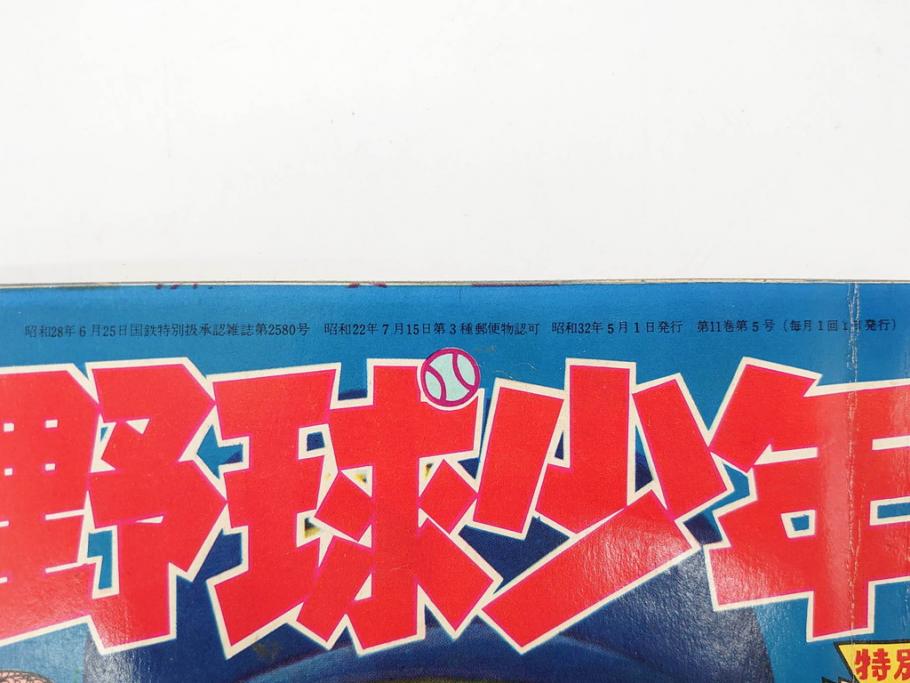 昭和28年6月25日国鉄特別扱承認雑誌第2580号 昭和22年7月15日第3種郵便物認可 昭和32年5月1日発行 第11巻第5号(毎月1回1日発行)
野球少年
特別